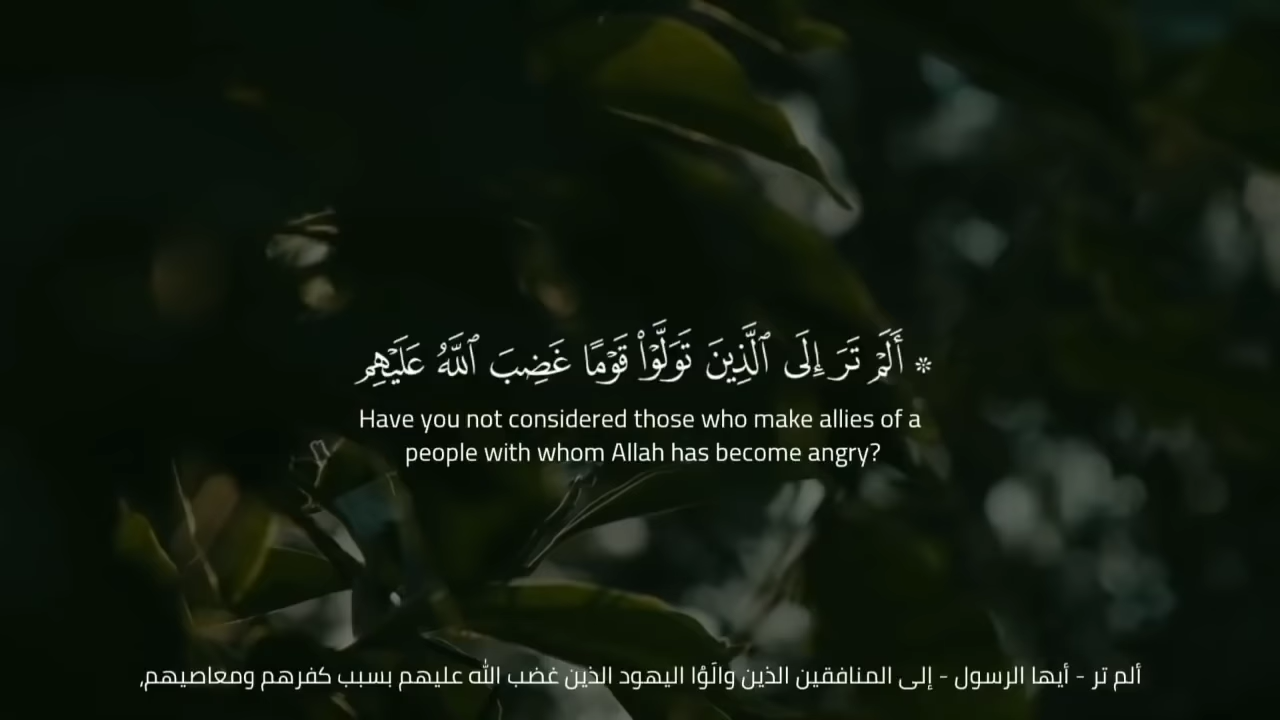 ۞ أَلَمْ تَرَ إِلَى ٱلَّذِينَ تَوَلَّوْا۟ قَوْمًا غَضِبَ ٱللَّهُ عَلَيْهِم
Have you not considered those who make allies of a
people with whom Allah has become angry?
ألم تر - أيها الرسول - إلى المنافقين الذين والَوُا اليهود الذين غضب الله عليهم بسبب كفرهم ومعاصيهم،